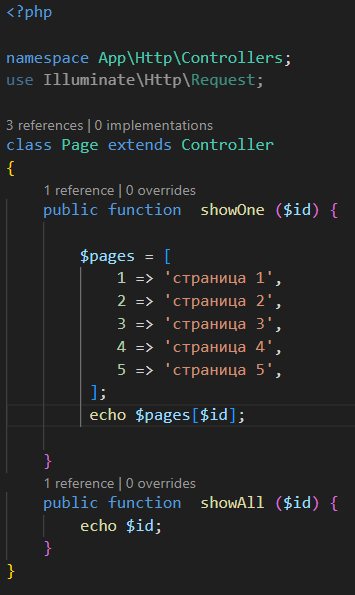 <?php
namespace App\Http\Controllers;
use Illuminate\Http\Request;
3 references | 0 implementations
class Page extends Controller
{
1 reference | 0 overrides
public function  showOne ($id) {
$pages = [
1 => 'страница 1',
2 => 'страница 2',
3 => 'страница 3',
4 => 'страница 4',
5 => 'страница 5',
];
echo $pages[$id];
}
1 reference | 0 overrides
public function  showAll ($id) {
echo $id;
}
}